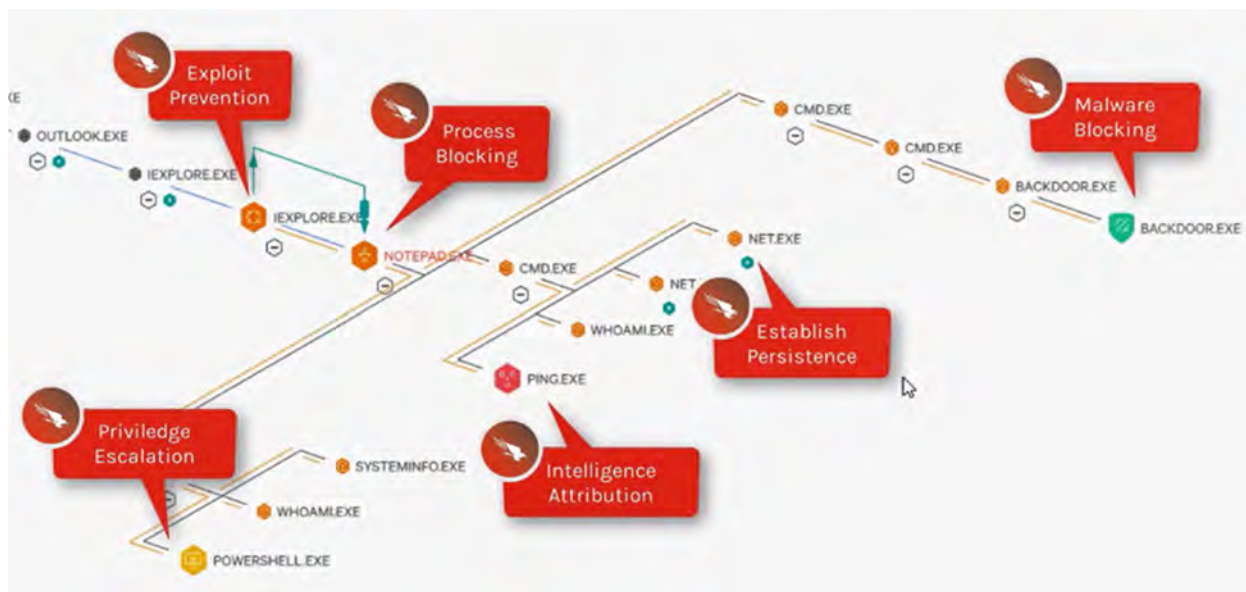 Exploit
Prevention
Process
Blocking
Malware
Blocking
OUTLOOK.EXE
IEXPLORE.EXE
IEXPLORE.EXE
NOTEPAD.EXE
CMD.EXE
CMD.EXE
BACKDOOR.EXE
BACKDOOR.EXE
CMD.EXE
NET.EXE
NET
WHOAMI.EXE
PING.EXE
Establish
Persistence
Priviledge
Escalation
SYSTEMINFO.EXE
WHOAMI.EXE
POWERSHELL.EXE
Intelligence
Attribution